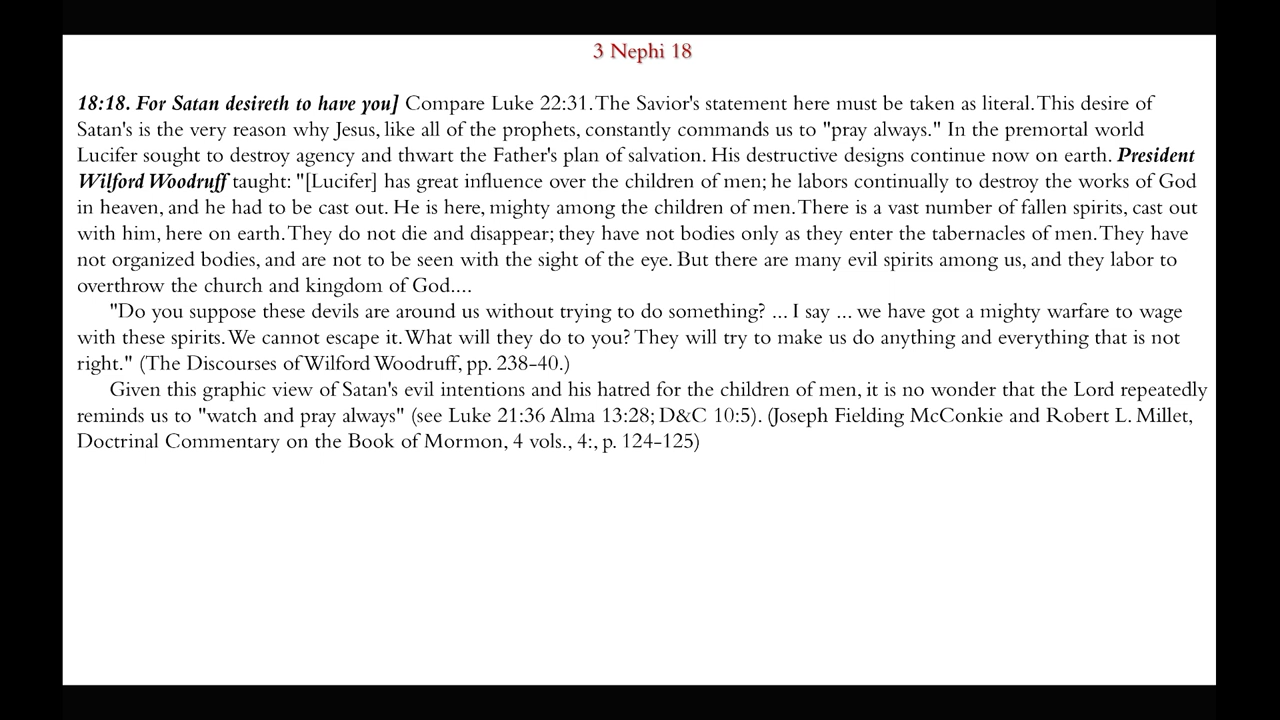 3 Nephi 18
18:18. For Satan desireth to have you] Compare Luke 22:31. The Savior's statement here must be taken as literal. This desire of
Satan's is the very reason why Jesus, like all of the prophets, constantly commands us to "pray always." In the premortal world
Lucifer sought to destroy agency and thwart the Father's plan of salvation. His destructive designs continue now on earth. President
Wilford Woodruff taught: "[Lucifer] has great influence over the children of men; he labors continually to destroy the works of God
in heaven, and he had to be cast out. He is here, mighty among the children of men. There is a vast number of fallen spirits, cast out
with him, here on earth. They do not die and disappear; they have not bodies only as they enter the tabernacles of men. They have
not organized bodies, and are not to be seen with the sight of the eye. But there are many evil spirits among us, and they labor to
overthrow the church and kingdom of God....
"Do you suppose these devils are around us without trying to do something? ... I say ... we have got a mighty warfare to wage
with these spirits. We cannot escape it. What will they do to you? They will try to make us do anything and everything that is not
right." (The Discourses of Wilford Woodruff, pp. 238-40.)
Given this graphic view of Satan's evil intentions and his hatred for the children of men, it is no wonder that the Lord repeatedly
reminds us to "watch and pray always" (see Luke 21:36 Alma 13:28; D&C 10:5). (Joseph Fielding McConkie and Robert L. Millet,
Doctrinal Commentary on the Book of Mormon, 4 vols., 4:, p. 124-125)